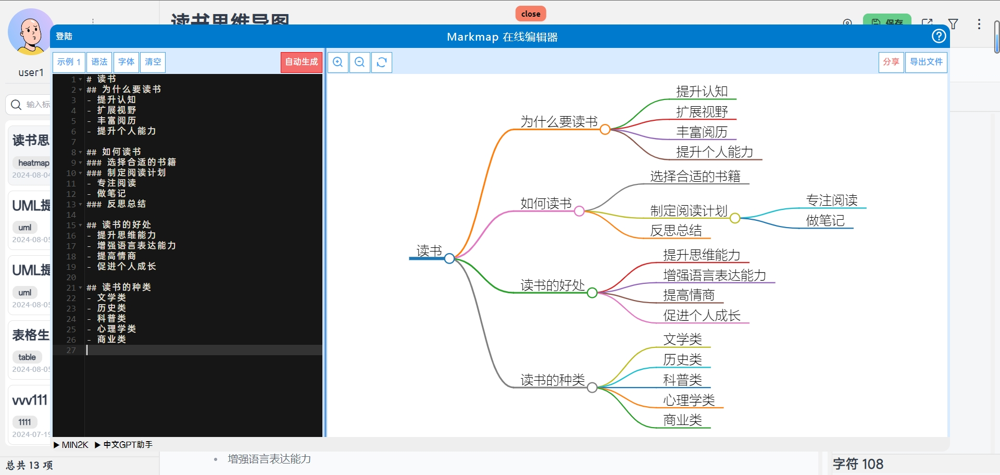 读书思维导图
close
保存
user1
输入标
读书思
heatmap
2024-08-04
UML提
uml
2024-08-05
UML提
uml
2024-08-05
表格生
table
2024-08-05
vvv111
1111
2024-07-19
总共 13 项
登陆
Markmap 在线编辑器
示例 1 语法 字体 清空 自动生成
分享 导出文件
1 # 读书
2 ## 为什么要读书
3 - 提升认知
4 - 扩展视野
5 - 丰富阅历
6 - 提升个人能力
7
8 ## 如何读书
9 ### 选择合适的书籍
10 ### 制定阅读计划
11 - 专注阅读
12 - 做笔记
13 ### 反思总结
14
15 ## 读书的好处
16 - 提升思维能力
17 - 增强语言表达能力
18 - 提高情商
19 - 促进个人成长
20
21 ## 读书的种类
22 - 文学类
23 - 历史类
24 - 科普类
25 - 心理学类
26 - 商业类
27
读书
为什么要读书
提升认知
扩展视野
丰富阅历
提升个人能力
如何读书
选择合适的书籍
制定阅读计划
专注阅读
做笔记
反思总结
读书的好处
提升思维能力
增强语言表达能力
提高情商
促进个人成长
读书的种类
文学类
历史类
科普类
心理学类
商业类
▶ MIN2K ▶ 中文GPT助手
• 增强语言表达能力
字符 108